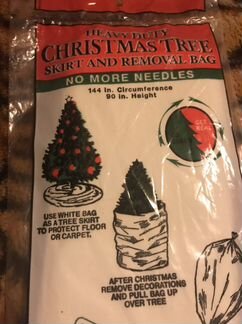 HEAVY DUTY
CHRISTMAS TREE
SKIRT AND REMOVAL BAG
NO MORE NEEDLES
144 in. Circumference
90 in. Height
USE WHITE BAG
AS A TREE SKIRT
TO PROTECT FLOOR
OR CARPET.
AFTER CHRISTMAS
REMOVE DECORATIONS
AND PULL BAG UP
OVER TREE